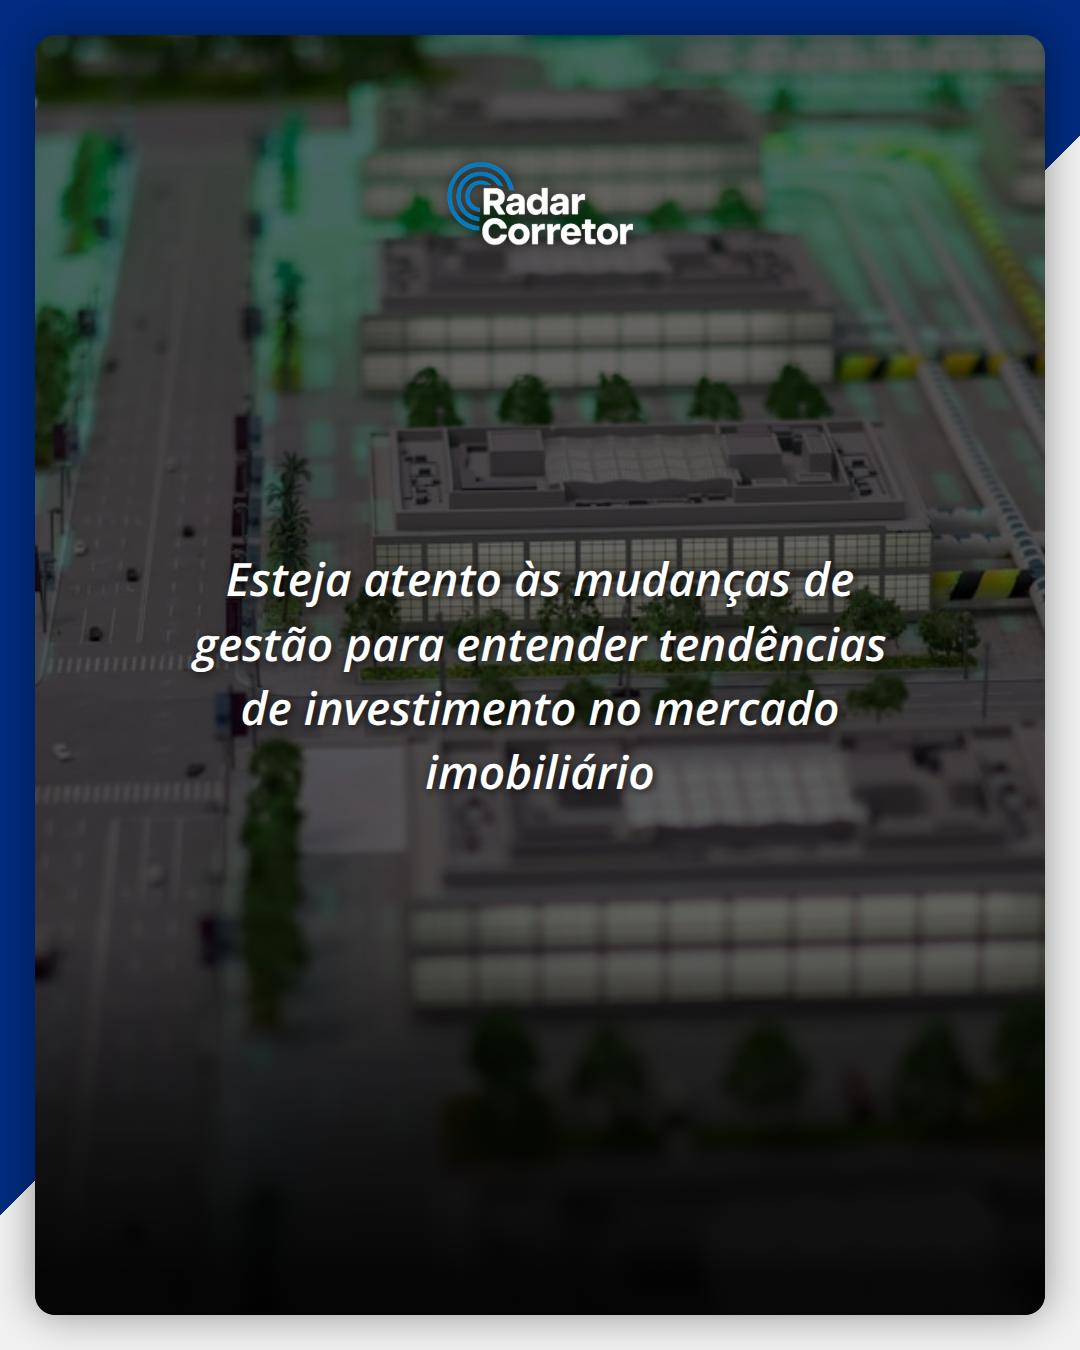 Radar
Corretor
Esteja atento às mudanças de
gestão para entender tendências
de investimento no mercado
imobiliário